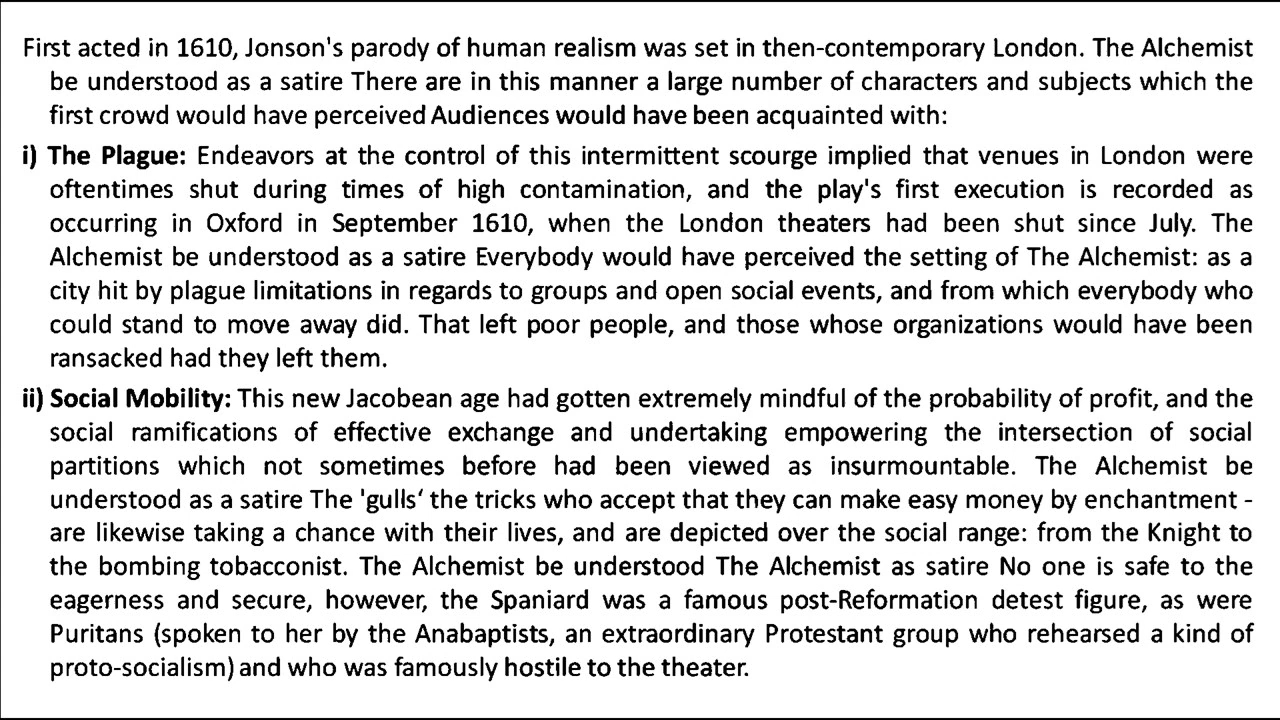 First acted in 1610, Jonson's parody of human realism was set in then-contemporary London. The Alchemist
be understood as a satire There are in this manner a large number of characters and subjects which the
first crowd would have perceived Audiences would have been acquainted with:
i) The Plague: Endeavors at the control of this intermittent scourge implied that venues in London were
oftentimes shut during times of high contamination, and the play's first execution is recorded as
occurring in Oxford in September 1610, when the London theaters had been shut since July. The
Alchemist be understood as a satire Everybody would have perceived the setting of The Alchemist: as a
city hit by plague limitations in regards to groups and open social events, and from which everybody who
could stand to move away did. That left poor people, and those whose organizations would have been
ransacked had they left them.
ii) Social Mobility: This new Jacobean age had gotten extremely mindful of the probability of profit, and the
social ramifications of effective exchange and undertaking empowering the intersection of social
partitions which not sometimes before had been viewed as insurmountable. The Alchemist be
understood as a satire The 'gulls‘ the tricks who accept that they can make easy money by enchantment -
are likewise taking a chance with their lives, and are depicted over the social range: from the Knight to
the bombing tobacconist. The Alchemist be understood The Alchemist as satire No one is safe to the
eagerness and secure, however, the Spaniard was a famous post-Reformation detest figure, as were
Puritans (spoken to her by the Anabaptists, an extraordinary Protestant group who rehearsed a kind of
proto-socialism) and who was famously hostile to the theater.